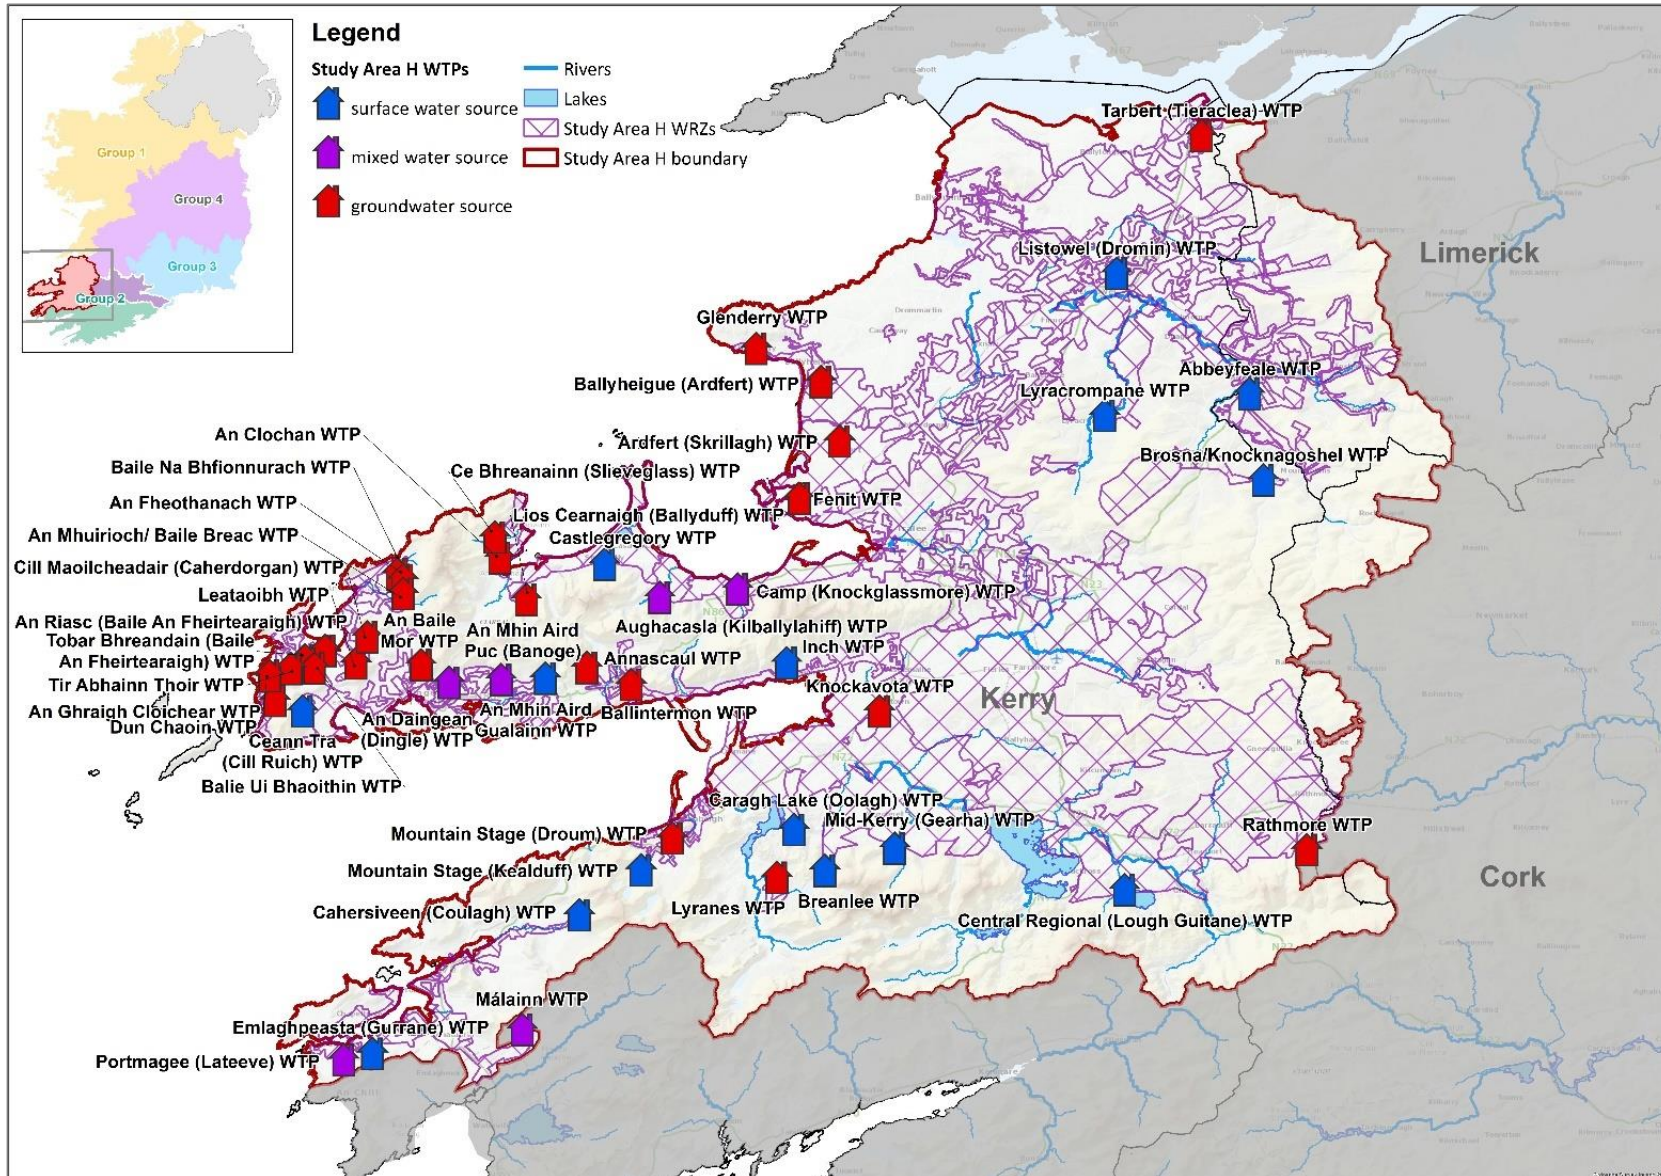 Legend
Study Area H WTPs
surface water source
mixed water source
groundwater source
Rivers
Lakes
Study Area H WRZs
Study Area H boundary
Group 1
Group 4
Group 3
Group 2
Tarbert (Tieraclea) WTP
Limerick
Listowel (Dromin) WTP
Glenderry WTP
Ballyheigue (Ardfert) WTP
Abbeyfeale WTP
Lyracrompane WTP
An Clochan WTP
Ardfert (Skrillagh) WTP
Brosna/Knocknagoshel WTP
Baile Na Bhfionnurach WTP
Ce Bhreanainn (Slieveglass) WTP
An Fheothanach WTP
Fenit WTP
Lios Cearnaigh (Ballyduff) WTP
An Mhuirioch/ Baile Breac WTP
Castlegregory WTP
Cill Maoilcheadair (Caherdorgan) WTP
Leataoibh WTP
Camp (Knockglassmore) WTP
An Riasc (Baile An Fheirtearaigh) WTP
An Baile
Mor WTP
Aughacasla (Kilballylahiff) WTP
Tobar Bhreandain (Baile
An Fheirtearaigh) WTP
An Mhin Aird
Puc (Banoge)
Annascaul WTP
Inch WTP
Tir Abhainn Thoir WTP
Knockavota WTP
Kerry
An Ghraigh Cloichear WTP
Dun Chaoin WTP
Ceann Tra
(Cill Ruich) WTP
An Daingean
(Dingle) WTP
An Mhin Aird
Gualainn WTP
Ballintermon WTP
Balie Ui Bhaoithin WTP
N86
N23
N72
N22
N67
N69
Caragh Lake (Oolagh) WTP
Mid-Kerry (Gearha) WTP
Mountain Stage (Droum) WTP
Rathmore WTP
Mountain Stage (Kealduff) WTP
Cork
Lyranes WTP
Breanlee WTP
Cahersiveen (Coulagh) WTP
Central Regional (Lough Guitane) WTP
Málainn WTP
Emlaghpeasta (Gurrane) WTP
Portmagee (Lateeve) WTP